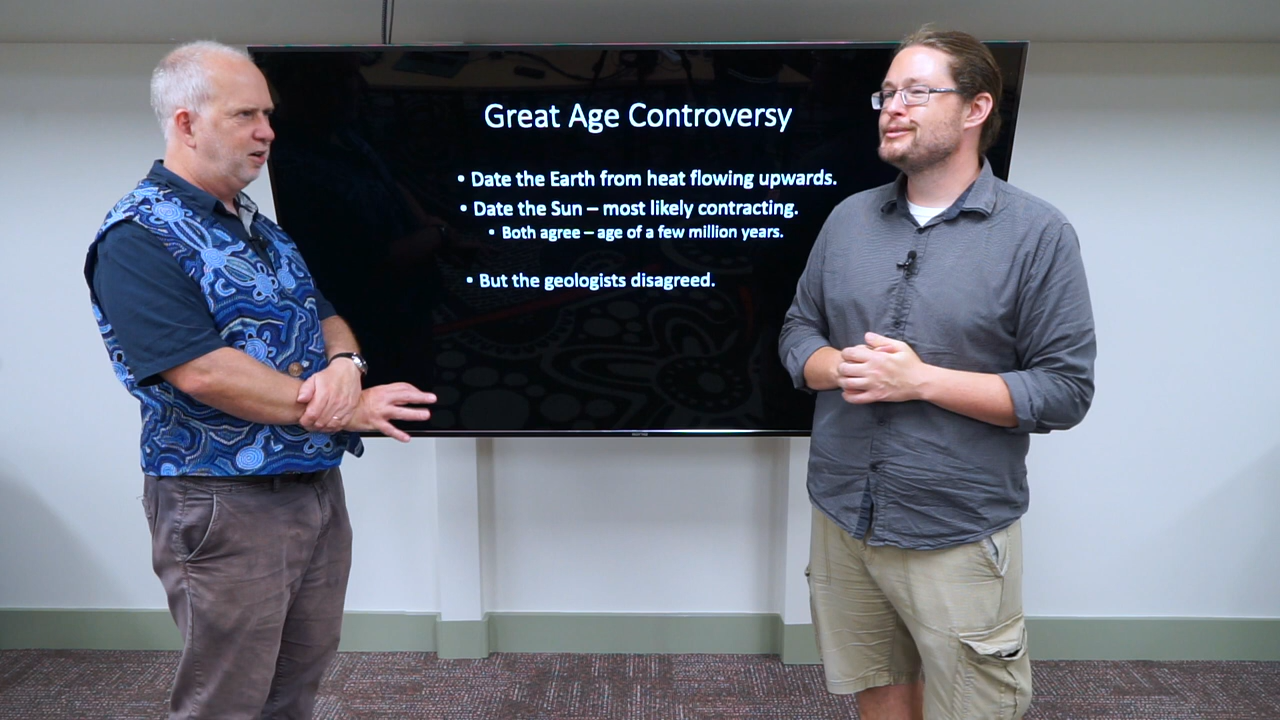 Great Age Controversy
• Date the Earth from heat flowing upwards.
• Date the Sun – most likely contracting.
• Both agree – age of a few million years.
• But the geologists disagreed.